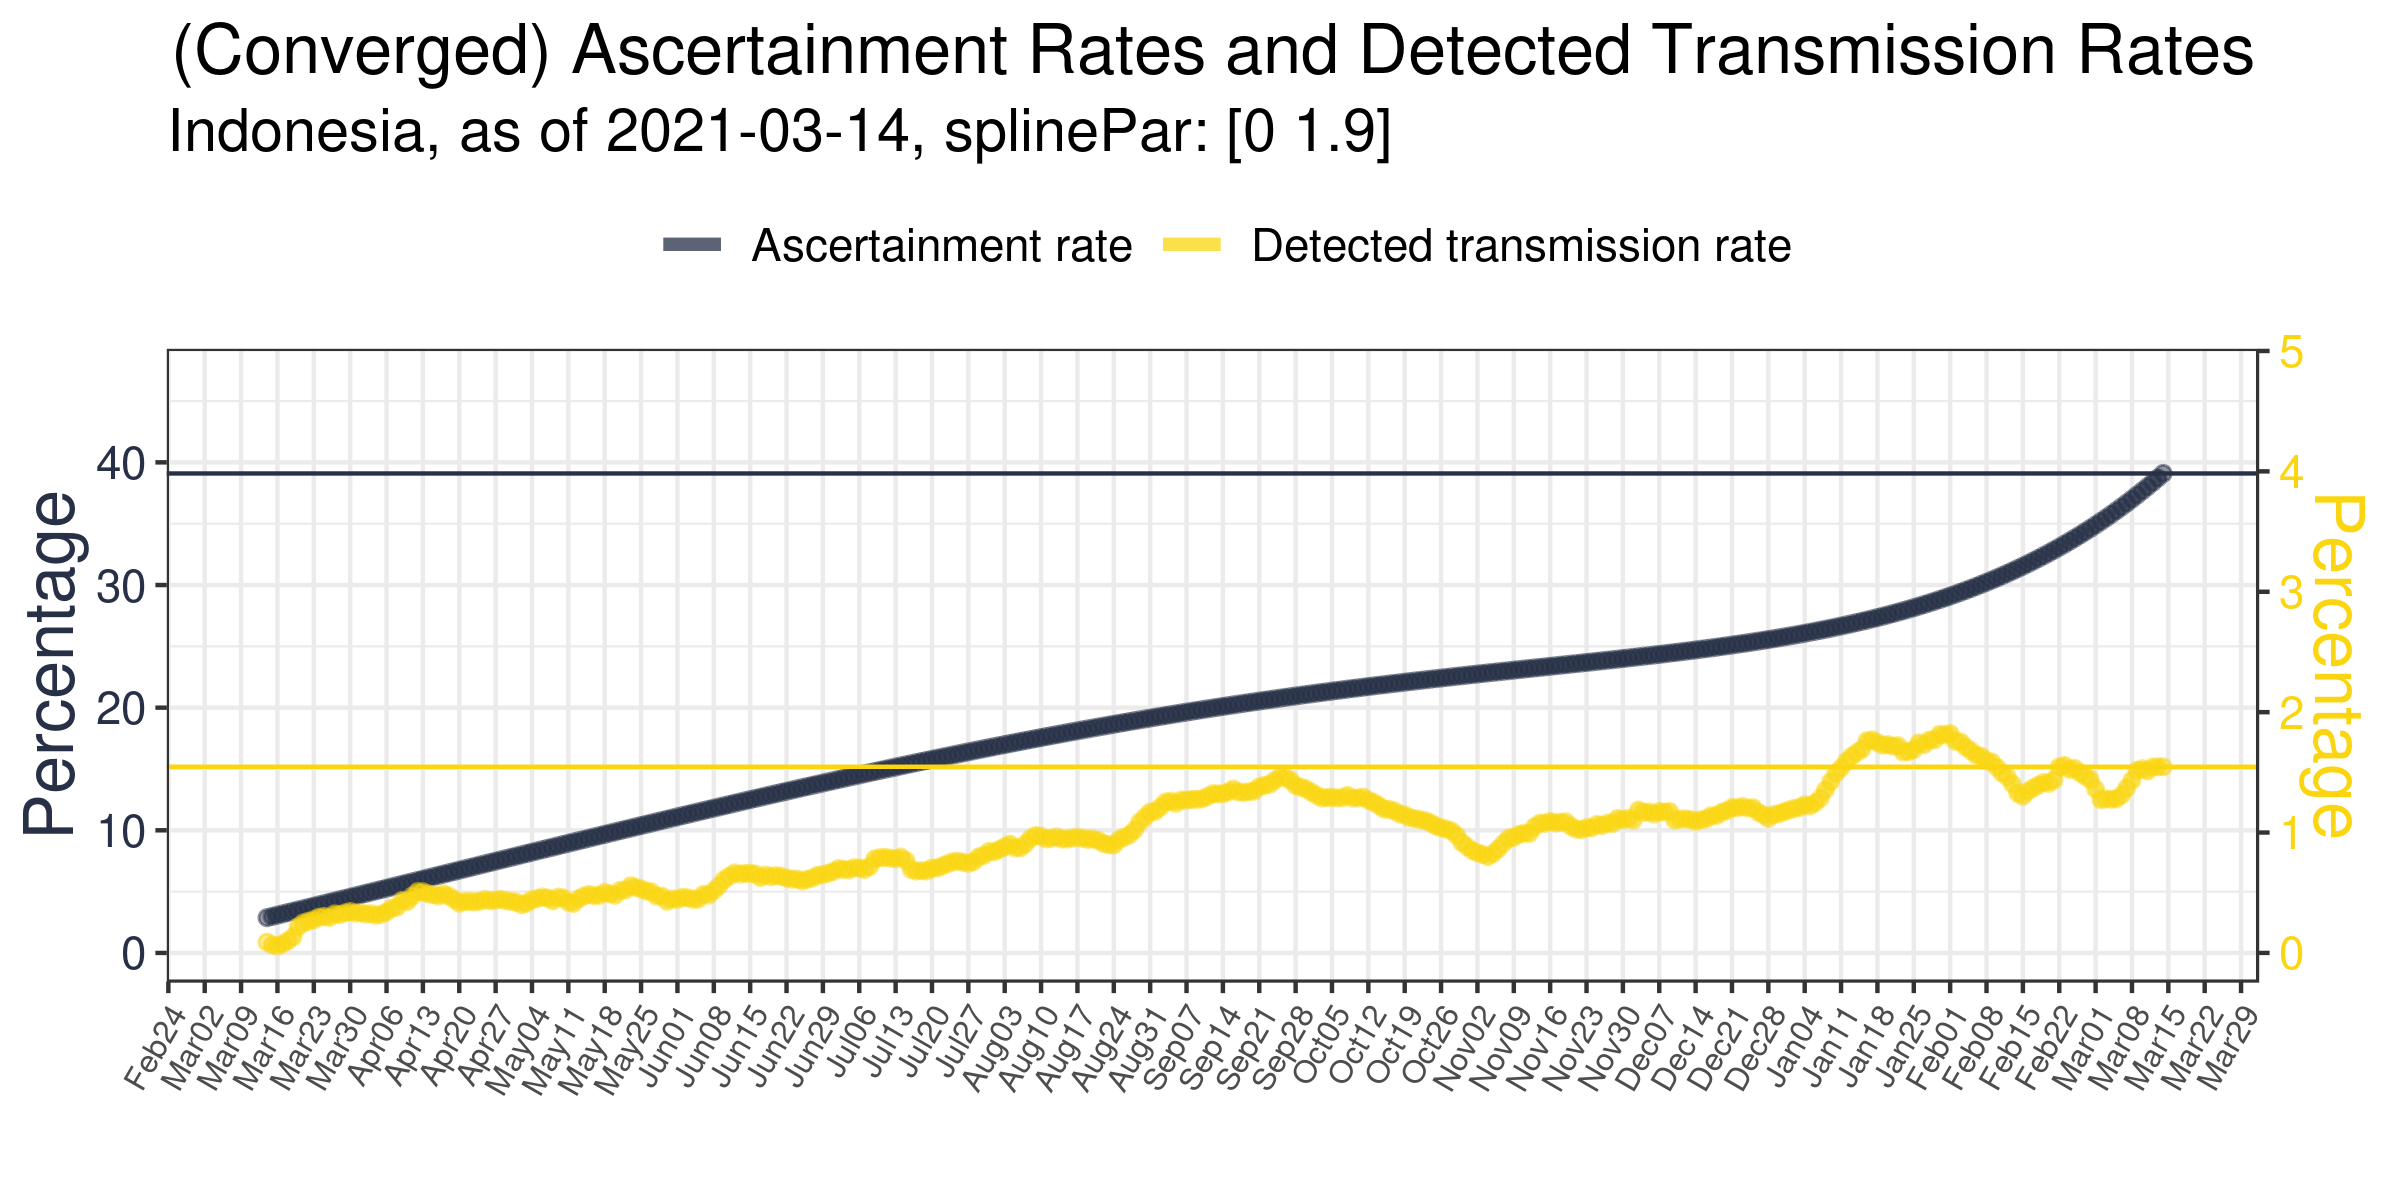 (Converged) Ascertainment Rates and Detected Transmission Rates
Indonesia, as of 2021-03-14, splinePar: [0 1.9]
Ascertainment rate Detected transmission rate
Percentage
40
30
20
10
0
5
4
3
2
1
0
Percentage
Feb24 Mar02 Mar09 Mar16 Mar23 Mar30 Apr06 Apr13 Apr20 Apr27 May04 May11 May18 May25 Jun01 Jun08 Jun15 Jun22 Jun29 Jul06 Jul13 Jul20 Jul27 Aug03 Aug10 Aug17 Aug24 Aug31 Sep07 Sep14 Sep21 Sep28 Oct05 Oct12 Oct19 Oct26 Nov02 Nov09 Nov16 Nov23 Nov30 Dec07 Dec14 Dec21 Dec28 Jan04 Jan11 Jan18 Jan25 Feb01 Feb08 Feb15 Feb22 Mar01 Mar08 Mar15 Mar22 Mar29